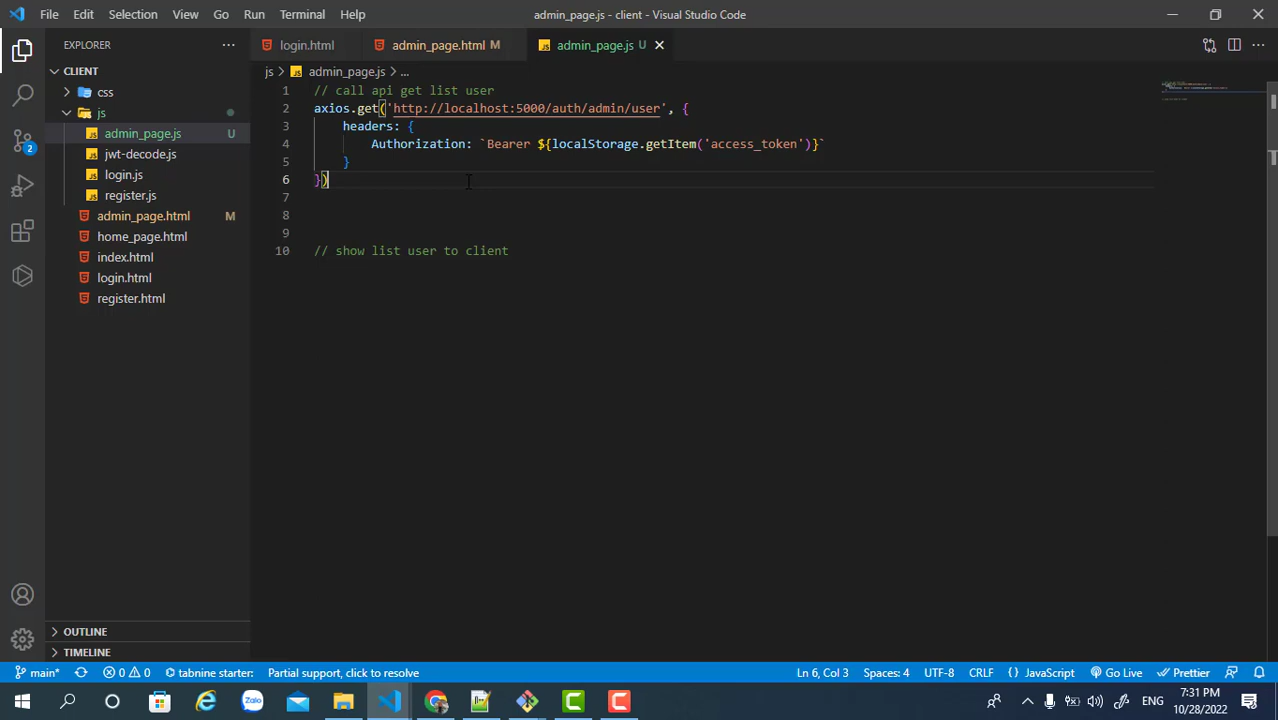 File Edit Selection View Go Run Terminal Help
admin_page.js - client - Visual Studio Code
EXPLORER
CLIENT
css
js
admin_page.js U
jwt-decode.js
login.js
register.js
admin_page.html M
home_page.html
index.html
login.html
register.html
OUTLINE
TIMELINE
login.html
admin_page.html M
admin_page.js U
js > admin_page.js > ...
1 // call api get list user
2 axios.get('http://localhost:5000/auth/admin/user', {
3 headers: {
4 Authorization: `Bearer ${localStorage.getItem('access_token')}`
5 }
6 })
7
8
9
10 // show list user to client
2
main*
0 0
tabnine starter:
Partial support, click to resolve
Ln 6, Col 3
Spaces: 4
UTF-8
CRLF
{} JavaScript
Go Live
Prettier
Zalo
ENG
7:31 PM
10/28/2022